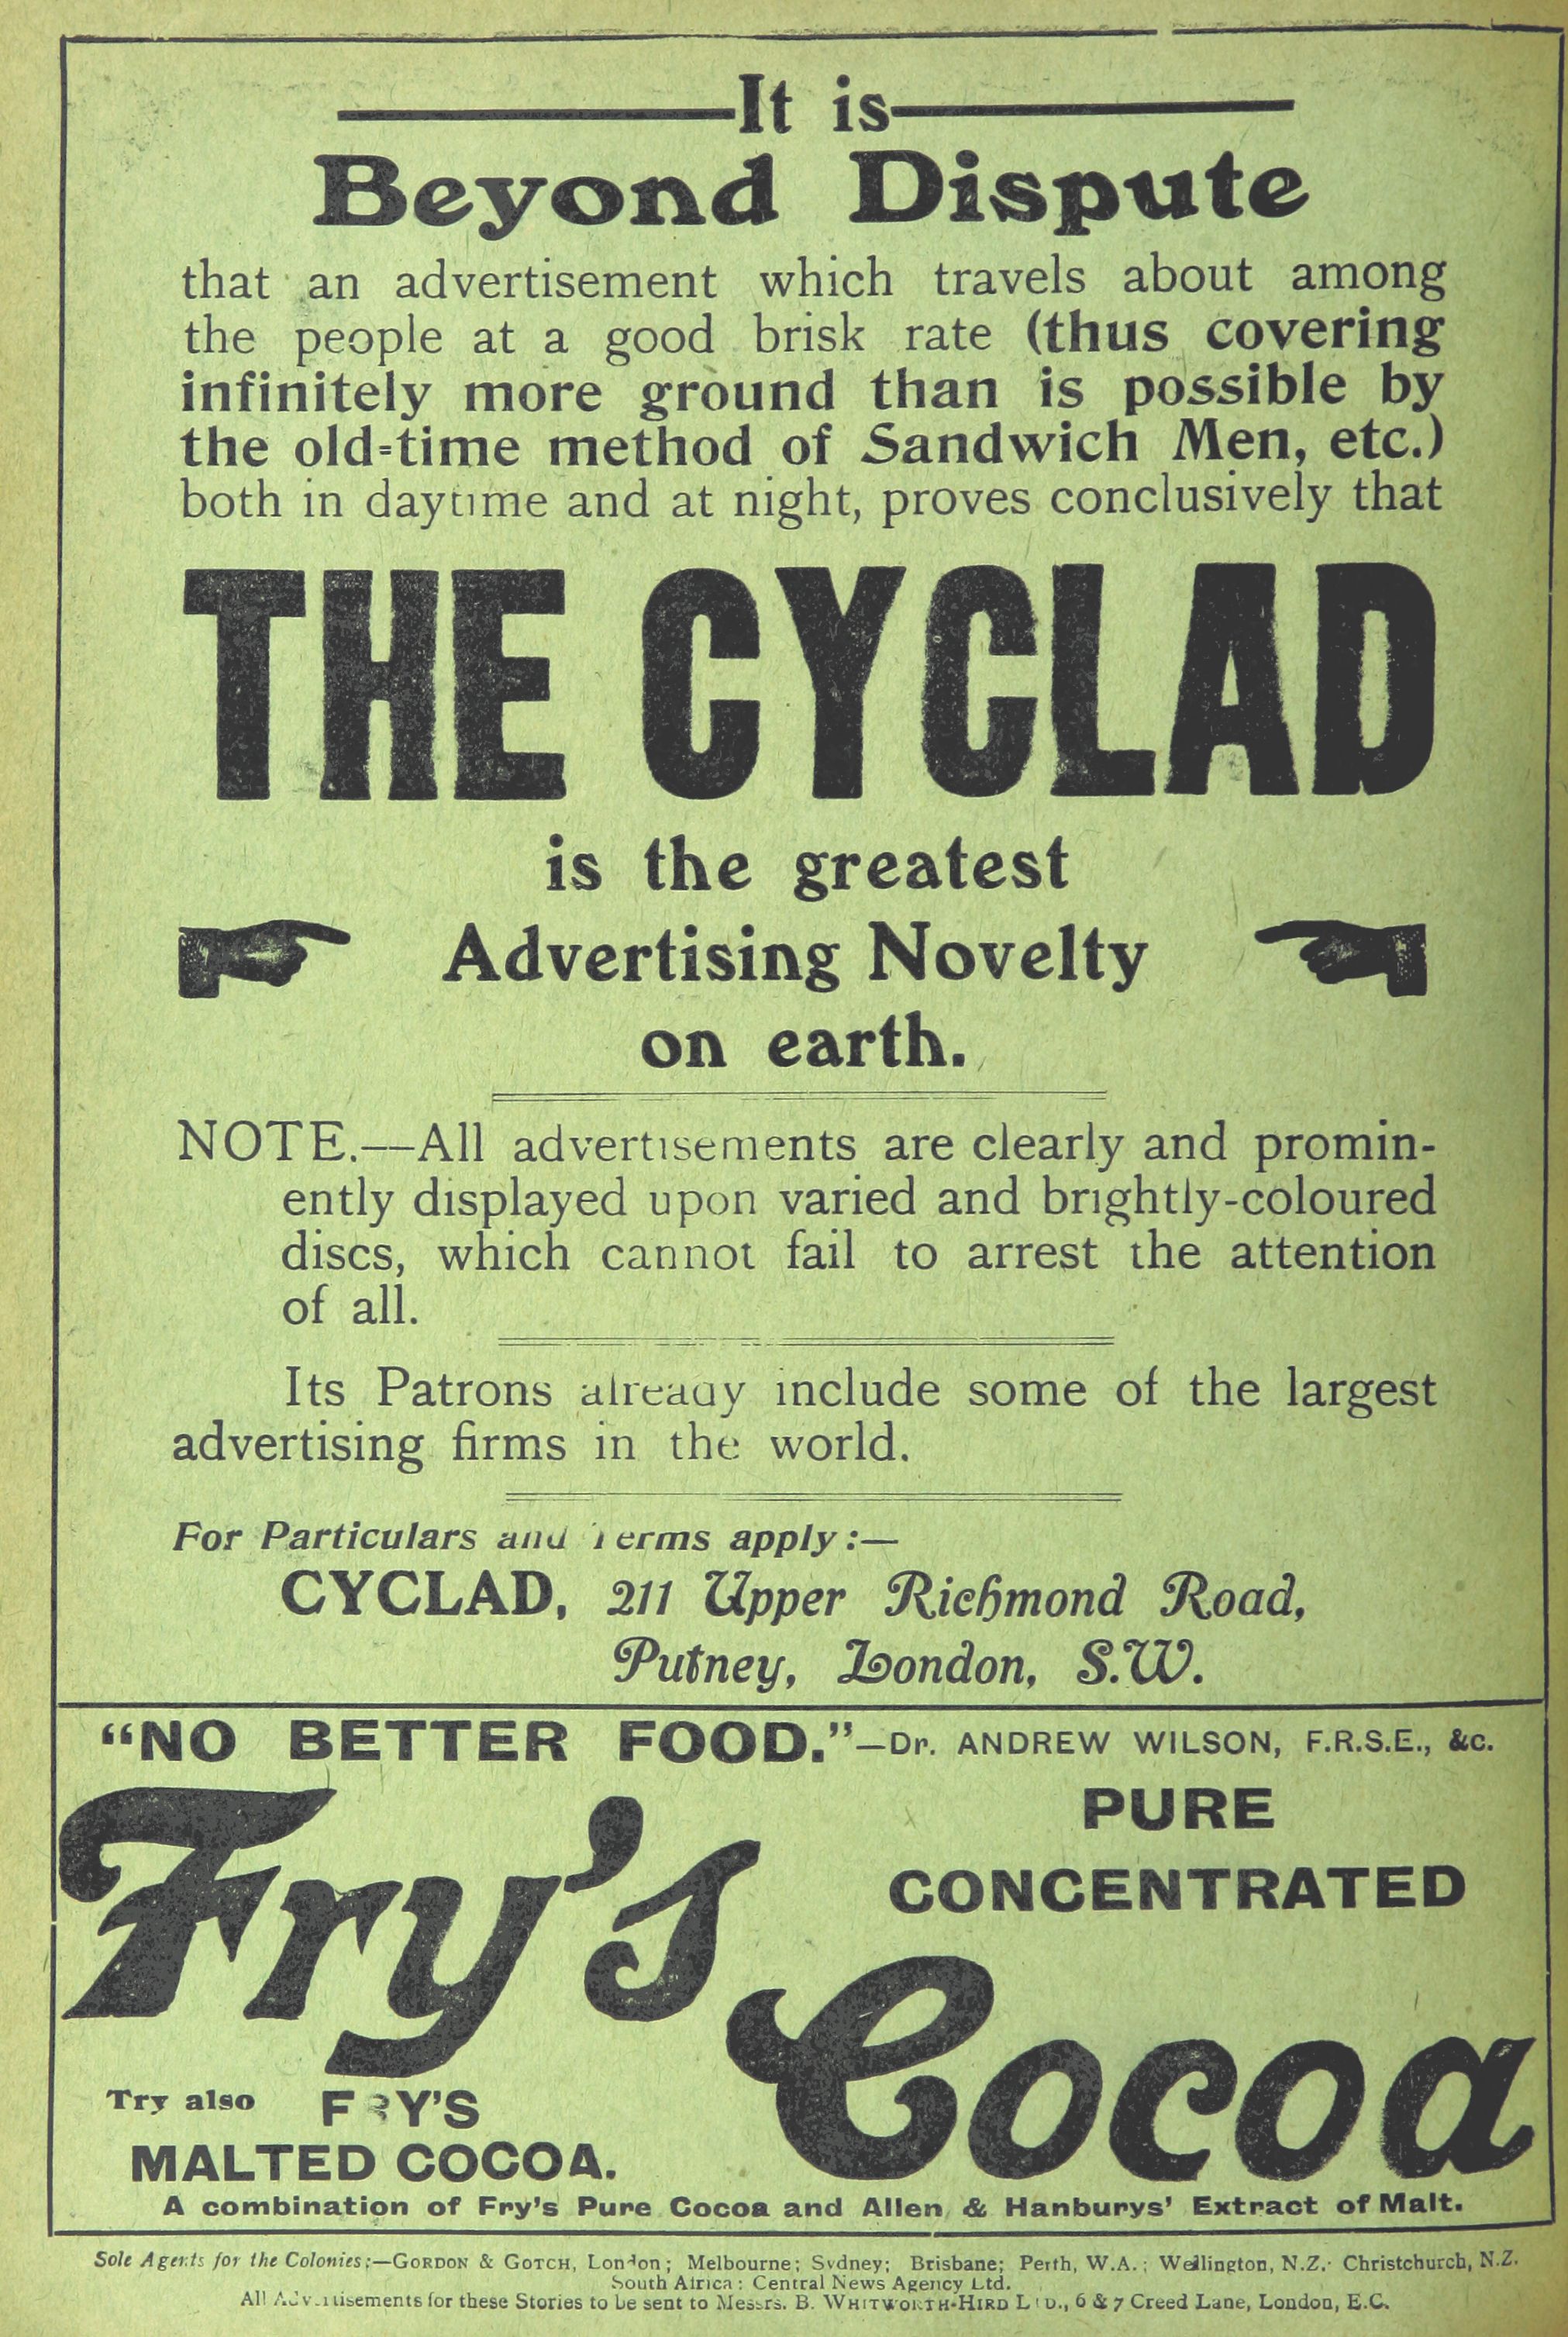 It is
Beyond Dispute
that an advertisement which travels about among
the people at a good brisk rate (thus covering
infinitely more ground than is possible by
the old-time method of Sandwich Men, etc.)
both in daytime and at night, proves conclusively that
THE CYCLAD
is the greatest
Advertising Novelty
on earth.
NOTE.—All advertisements are clearly and promin-
ently displayed upon varied and brightly-coloured
discs, which cannot fail to arrest the attention
of all.
Its Patrons already include some of the largest
advertising firms in the world.
For Particulars and Terms apply:—
CYCLAD, 211 Upper Richmond Road,
Putney, London, S.W.
"NO BETTER FOOD."—Dr. ANDREW WILSON, F.R.S.E., &c.
PURE
CONCENTRATED
Fry's
Cocoa
Try also FRY'S
MALTED COCOA.
A combination of Fry's Pure Cocoa and Allen & Hanburys' Extract of Malt.
Sole Agents for the Colonies:—GORDON & GOTCH, London; Melbourne; Sydney; Brisbane; Perth, W.A.; Wellington, N.Z.; Christchurch, N.Z.
South Africa: Central News Agency Ltd.
All Advertisements for these Stories to be sent to Messrs. B. WHITWORTH-HIRD LTD., 6 & 7 Creed Lane, London, E.C.